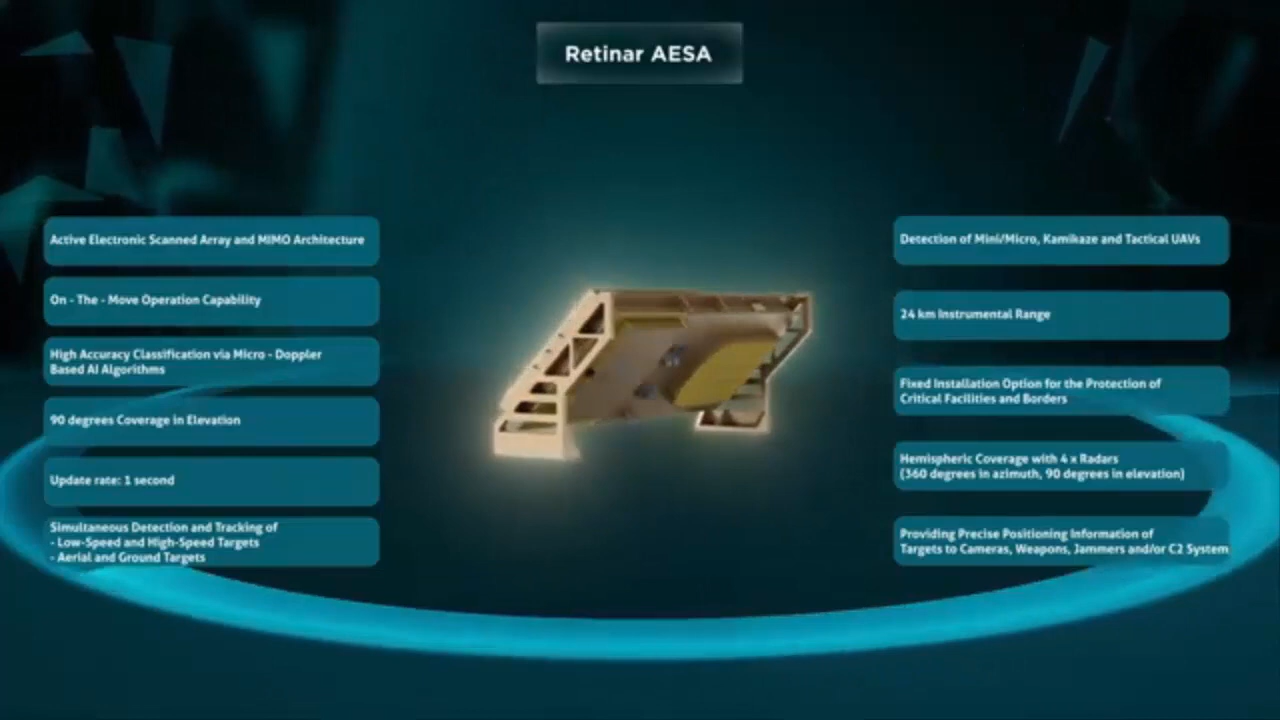 Retinar AESA
Active Electronic Scanned Array and MIMO Architecture
On - The - Move Operation Capability
High Accuracy Classification via Micro - Doppler
Based AI Algorithms
90 degrees Coverage in Elevation
Update rate: 1 second
Simultaneous Detection and Tracking of
- Low-Speed and High-Speed Targets
- Aerial and Ground Targets
Detection of Mini/Micro, Kamikaze and Tactical UAVs
24 km Instrumental Range
Fixed Installation Option for the Protection of
Critical Facilities and Borders
Hemispheric Coverage with 4 x Radars
(360 degrees in azimuth, 90 degrees in elevation)
Providing Precise Positioning Information of
Targets to Cameras, Weapons, Jammers and/or C2 System